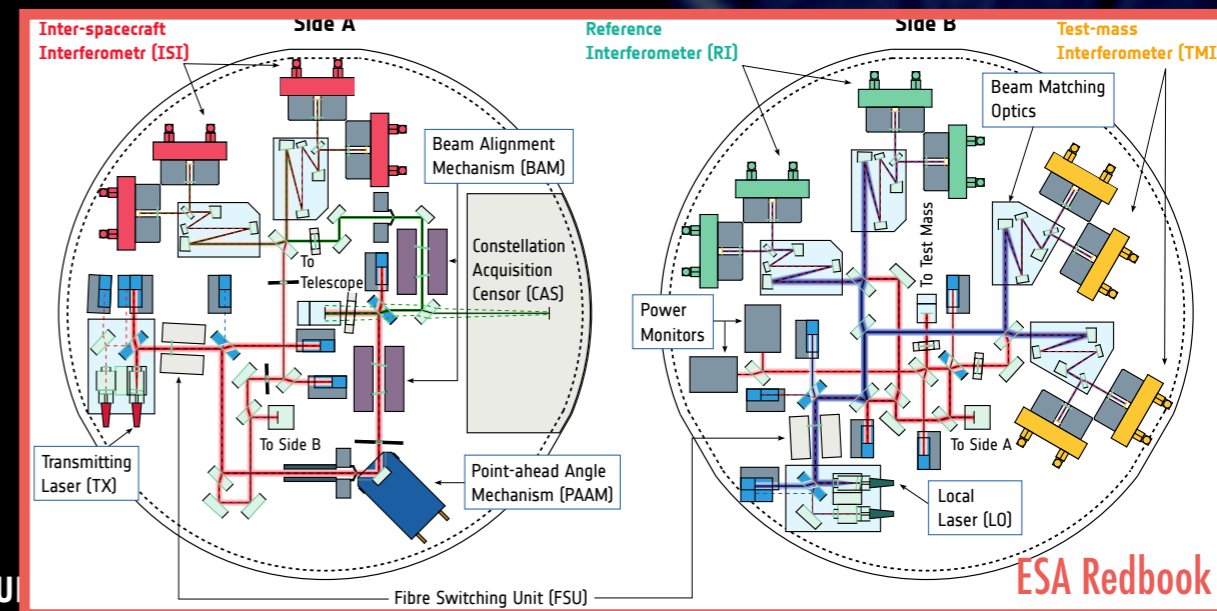 Side A
Side B
Inter-spacecraft
Interferometr (ISI)
Reference
Interferometer (RI)
Test-mass
Interferometer (TMI
Beam Matching
Optics
Beam Alignment
Mechanism (BAM)
Constellation
Acquisition
Censor (CAS)
To
Telescope
To Test Mass
Power
Monitors
To Side B
To Side A
Transmitting
Laser (TX)
Point-ahead Angle
Mechanism (PAAM)
Local
Laser (LO)
Fibre Switching Unit (FSU)
ESA Redbook